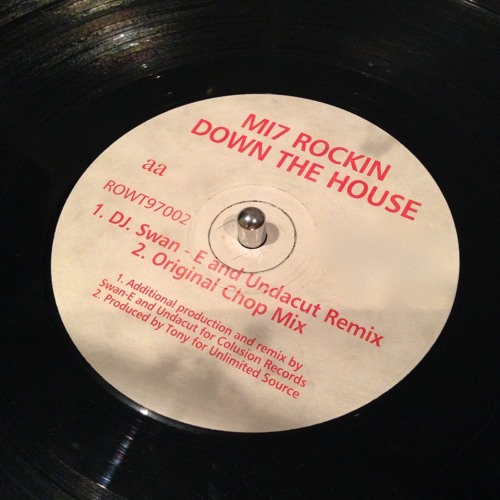 MI7 ROCKIN
DOWN THE HOUSE
aa
ROWT97002
1. DJ. Swan - E and Undacut Remix
2. Original Chop Mix
1. Additional production and remix by
Swan-E and Undacut for Colusion Records
2. Produced by Tony for Unlimited Source